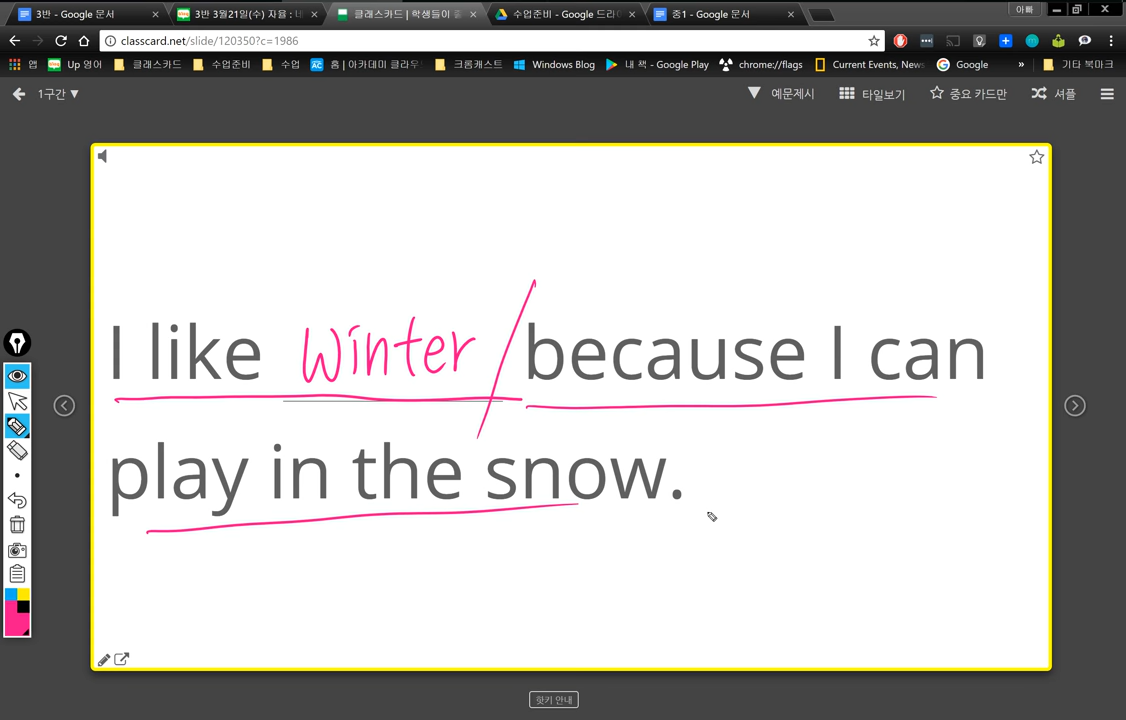 3반 - Google 문서 × 3반 3월21일(수) 자율 : 네 × 클래스카드 | 학생들이 좋 × 수업준비 - Google 드라이 × 중1 - Google 문서 × 아빠
classcard.net/slide/120350?c=1986
앱 Up 영어 클래스카드 수업준비 수업 홈 | 아카데미 클라우 크롬캐스트 Windows Blog 내 책 - Google Play chrome://flags Current Events, News Google » 기타 북마크
1구간 ▼ ▼ 예문제시 타일보기 중요 카드만 셔플
I like Winter / because I can
play in the snow.
핫키 안내